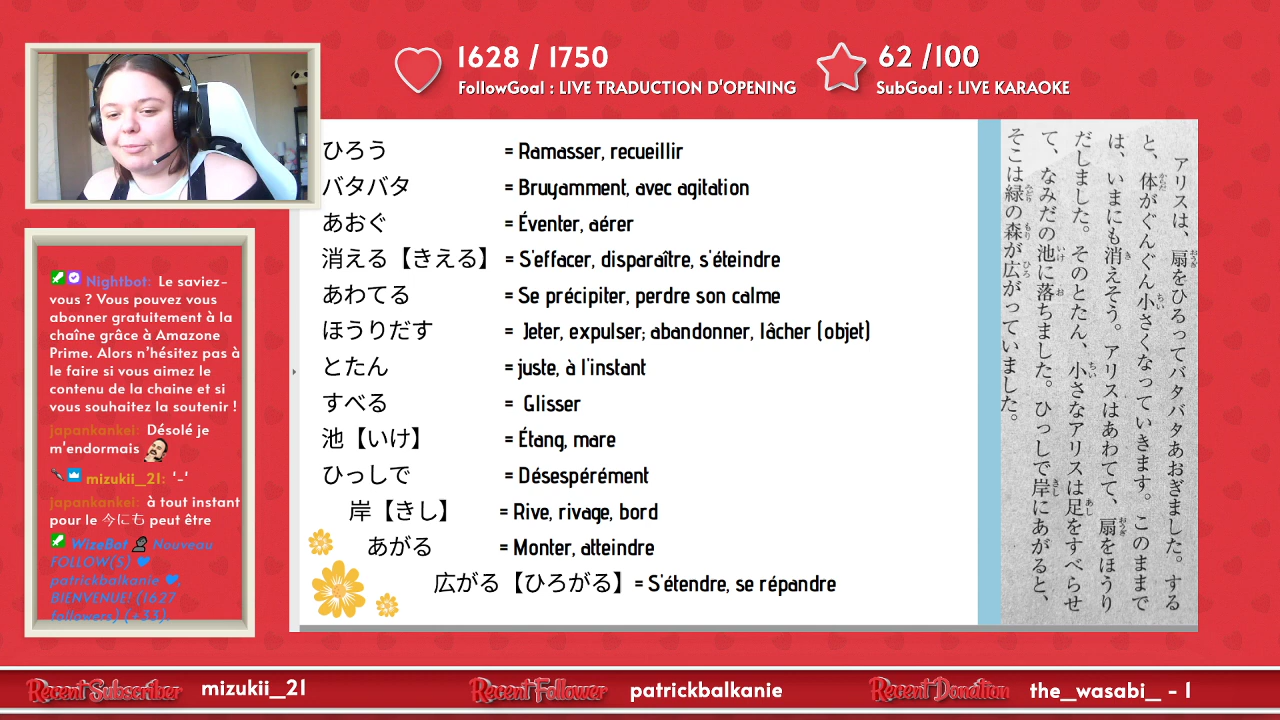 1628 / 1750
FollowGoal : LIVE TRADUCTION D'OPENING
62 /100
SubGoal : LIVE KARAOKE
Nightbot: Le saviez-
vous ? Vous pouvez vous
abonner gratuitement à la
chaîne grâce à Amazone
Prime. Alors n'hésitez pas à
le faire si vous aimez le
contenu de la chaine et si
vous souhaitez la soutenir !
japankankei: Désolé je
m'endormais
mizukii_21: '-'
japankankei: à tout instant
pour le 今にも peut être
WizeBot Nouveau
FOLLOW(S)
patrickbalkanie
BIENVENUE! (1627
followers) (+33).
ひろう = Ramasser, recueillir
バタバタ = Bruyamment, avec agitation
あおぐ = Éventer, aérer
消える【きえる】 = S'effacer, disparaître, s'éteindre
あわてる = Se précipiter, perdre son calme
ほうりだす = Jeter, expulser; abandonner, lâcher (objet)
とたん = juste, à l'instant
すべる = Glisser
池【いけ】 = Étang, mare
ひっしで = Désespérément
岸【きし】 = Rive, rivage, bord
あがる = Monter, atteindre
広がる【ひろがる】 = S'étendre, se répandre
アリスは、扇をひろってバタバタあおぎました。する
と、体がぐんぐん小さくなっていきます。このままで
は、いまにも消えそう。アリスはあわてて、扇をほうり
だしました。そのとたん、小さなアリスは足をすべらせ
て、なみだの池に落ちました。ひっしで岸にあがると、
そこは緑の森が広がっていました。
Recent Subscriber mizukii_21
Recent Follower patrickbalkanie
Recent Donation the_wasabi_ - 1